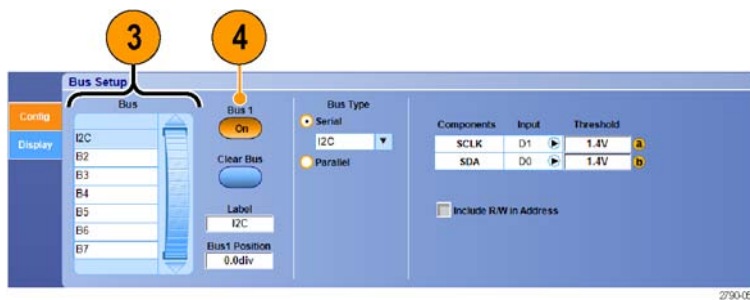 3
4
Bus Setup
Config
Display
Bus
I2C
B2
B3
B4
B5
B6
B7
Bus 1
On
Clear Bus
Label
I2C
Bus1 Position
0.0div
Bus Type
Serial
I2C
Parallel
Components Input Threshold
SCLK D1 1.4V a
SDA D0 1.4V b
Include R/W in Address